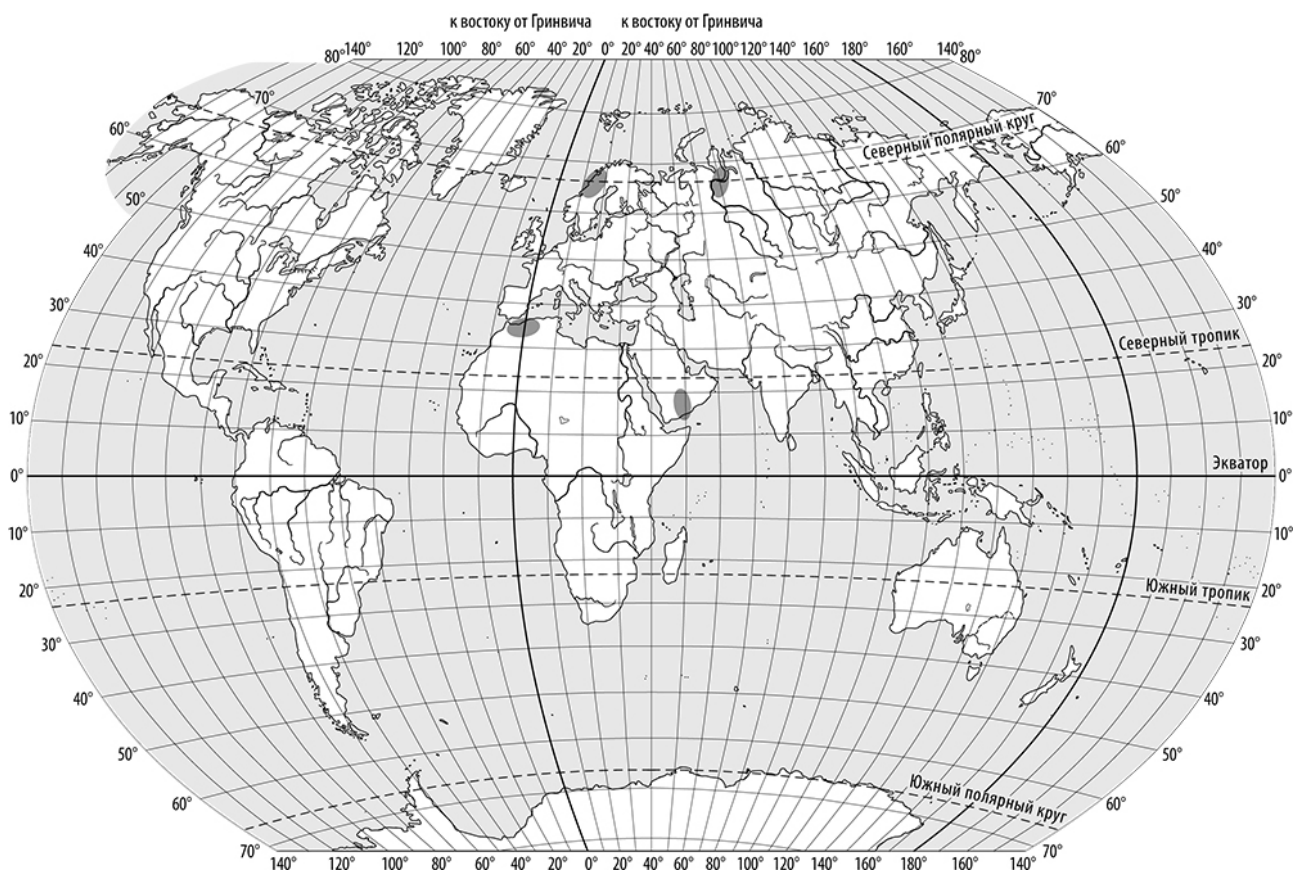 к востоку от Гринвича к востоку от Гринвича
80° 140° 120° 100° 80° 60° 40° 20° 0° 20° 40° 60° 80° 100° 120° 140° 160° 180° 160° 140° 80°
70° 70°
Северный полярный круг
60° 60°
50° 50°
40° 40°
30° 30°
Северный тропик
20° 20°
10° 10°
Экватор
0° 0°
10° 10°
Южный тропик
20° 20°
30° 30°
40° 40°
50° 50°
Южный полярный круг
60° 60°
70° 70°
140° 120° 100° 80° 60° 40° 20° 0° 20° 40° 60° 80° 100° 120° 140° 160° 180° 160° 140°